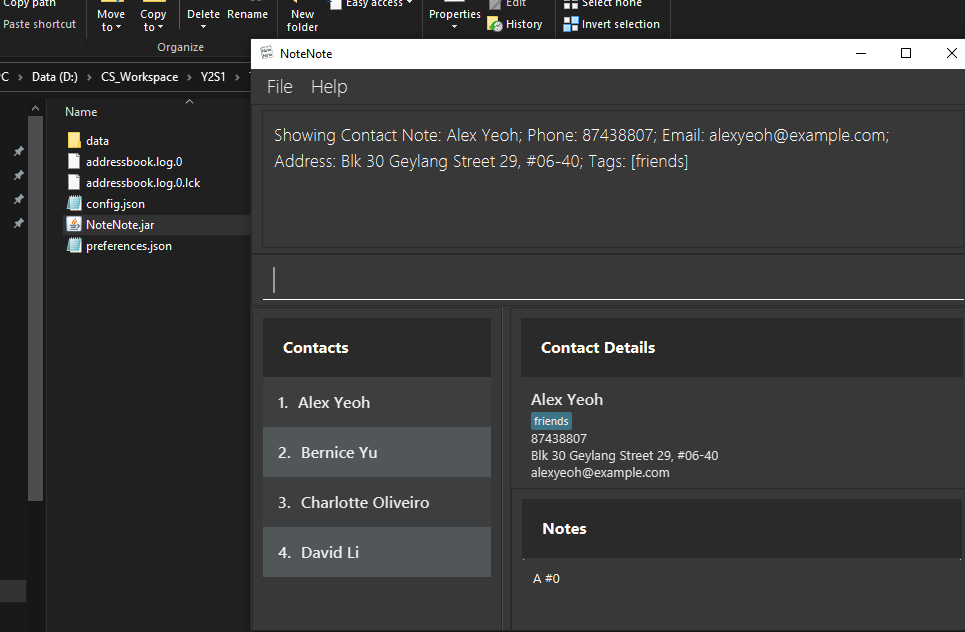 Copy path
Paste shortcut
Move to
Copy to
Delete
Rename
Organize
New folder
Easy access
Properties
Edit
History
Select none
Invert selection
PC > Data (D:) > CS_Workspace > Y2S1 >
Name
data
addressbook.log.0
addressbook.log.0.lck
config.json
NoteNote.jar
preferences.json
NoteNote
File Help
Showing Contact Note: Alex Yeoh; Phone: 87438807; Email: alexyeoh@example.com;
Address: Blk 30 Geylang Street 29, #06-40; Tags: [friends]
Contacts
1. Alex Yeoh
2. Bernice Yu
3. Charlotte Oliveiro
4. David Li
Contact Details
Alex Yeoh
friends
87438807
Blk 30 Geylang Street 29, #06-40
alexyeoh@example.com
Notes
A #0